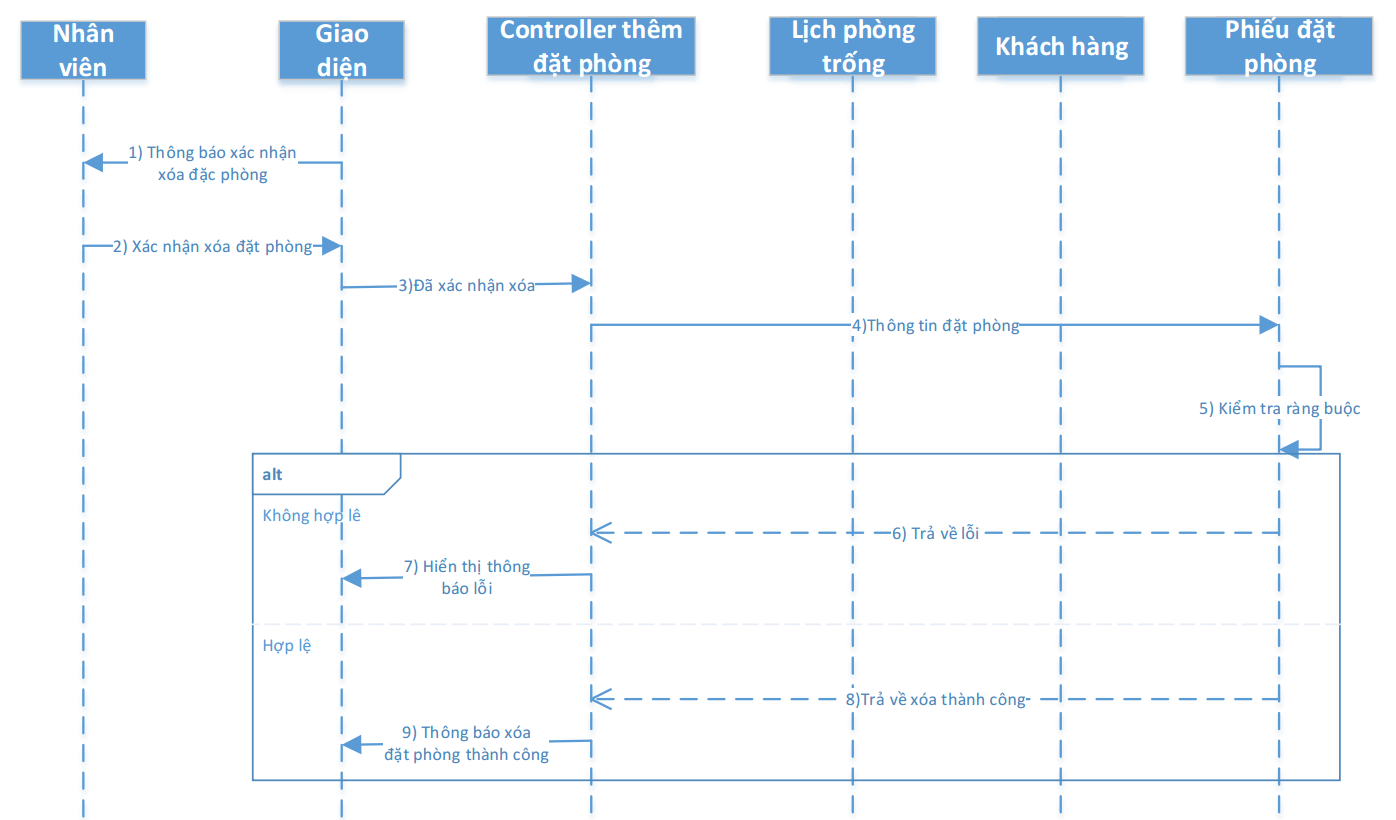 Nhân
viên
Giao
diện
Controller thêm
đặt phòng
Lịch phòng
trống
Khách hàng
Phiếu đặt
phòng
1) Thông báo xác nhận
xóa đặc phòng
2) Xác nhận xóa đặt phòng
3)Đã xác nhận xóa
4)Thông tin đặt phòng
5) Kiểm tra ràng buộc
alt
Không hợp lê
6) Trả về lỗi
7) Hiển thị thông
báo lỗi
Hợp lệ
8)Trả về xóa thành công
9) Thông báo xóa
đặt phòng thành công